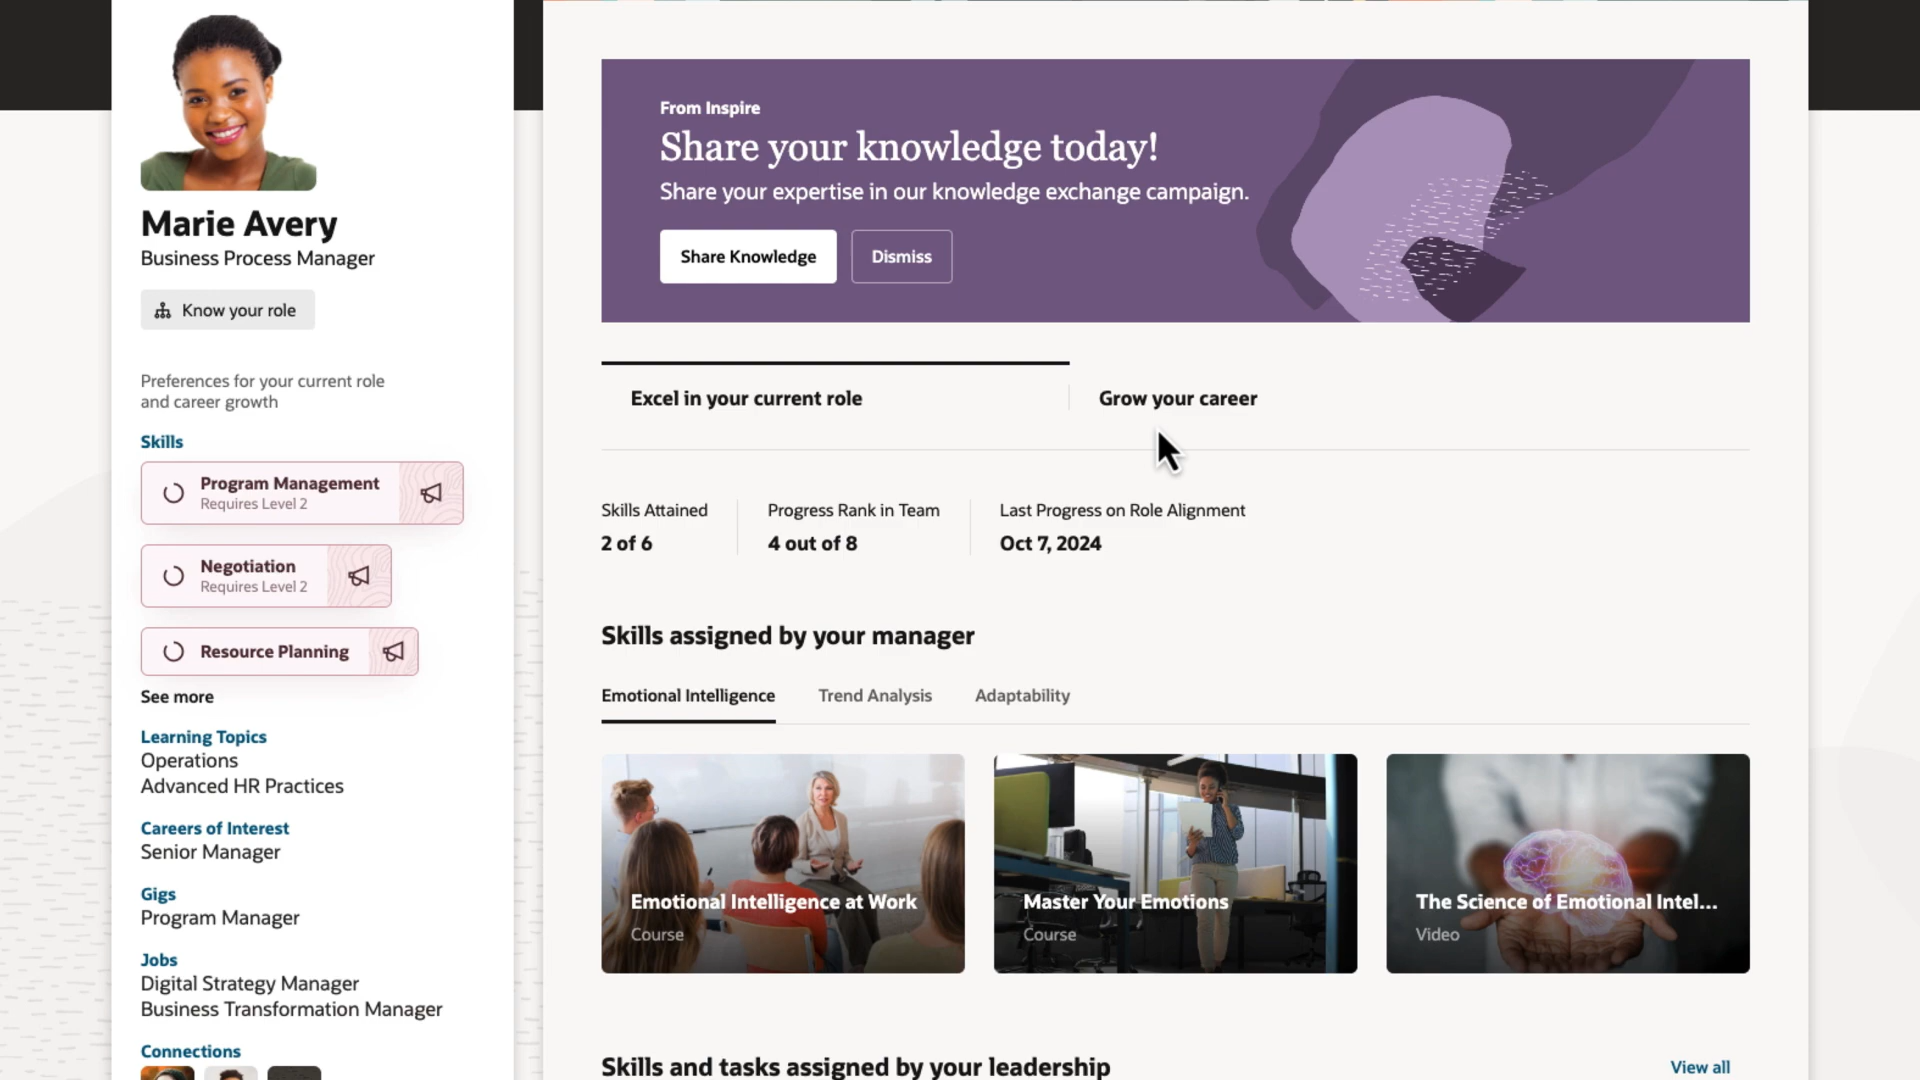 Marie Avery
Business Process Manager
Know your role
Preferences for your current role
and career growth
Skills
Program Management
Requires Level 2
Negotiation
Requires Level 2
Resource Planning
See more
Learning Topics
Operations
Advanced HR Practices
Careers of Interest
Senior Manager
Gigs
Program Manager
Jobs
Digital Strategy Manager
Business Transformation Manager
Connections
From Inspire
Share your knowledge today!
Share your expertise in our knowledge exchange campaign.
Share Knowledge
Dismiss
Excel in your current role
Grow your career
Skills Attained
2 of 6
Progress Rank in Team
4 out of 8
Last Progress on Role Alignment
Oct 7, 2024
Skills assigned by your manager
Emotional Intelligence
Trend Analysis
Adaptability
Emotional Intelligence at Work
Course
Master Your Emotions
Course
The Science of Emotional Intel...
Video
Skills and tasks assigned by your leadership
View all